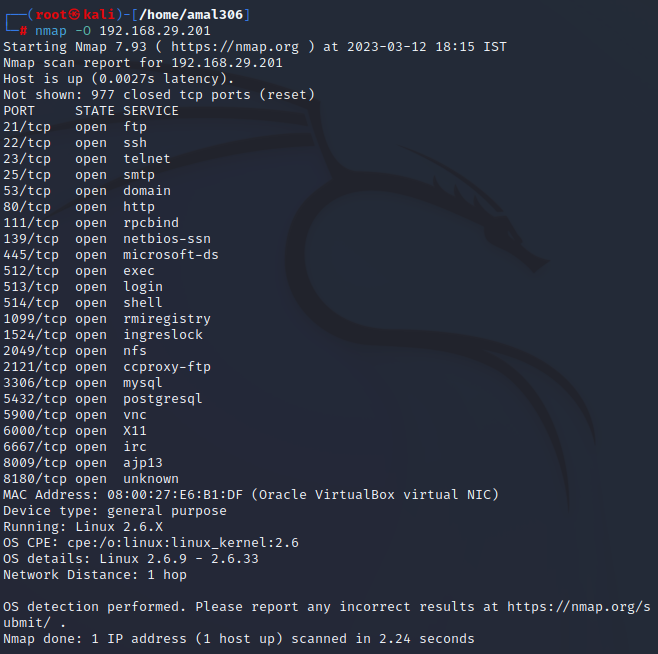 ┌──(root㉿kali)-[/home/amal306]
└─# nmap -O 192.168.29.201
Starting Nmap 7.93 ( https://nmap.org ) at 2023-03-12 18:15 IST
Nmap scan report for 192.168.29.201
Host is up (0.0027s latency).
Not shown: 977 closed tcp ports (reset)
PORT     STATE SERVICE
21/tcp   open  ftp
22/tcp   open  ssh
23/tcp   open  telnet
25/tcp   open  smtp
53/tcp   open  domain
80/tcp   open  http
111/tcp  open  rpcbind
139/tcp  open  netbios-ssn
445/tcp  open  microsoft-ds
512/tcp  open  exec
513/tcp  open  login
514/tcp  open  shell
1099/tcp open  rmiregistry
1524/tcp open  ingreslock
2049/tcp open  nfs
2121/tcp open  ccproxy-ftp
3306/tcp open  mysql
5432/tcp open  postgresql
5900/tcp open  vnc
6000/tcp open  X11
6667/tcp open  irc
8009/tcp open  ajp13
8180/tcp open  unknown
MAC Address: 08:00:27:E6:B1:DF (Oracle VirtualBox virtual NIC)
Device type: general purpose
Running: Linux 2.6.X
OS CPE: cpe:/o:linux:linux_kernel:2.6
OS details: Linux 2.6.9 - 2.6.33
Network Distance: 1 hop

OS detection performed. Please report any incorrect results at https://nmap.org/s
ubmit/ .
Nmap done: 1 IP address (1 host up) scanned in 2.24 seconds